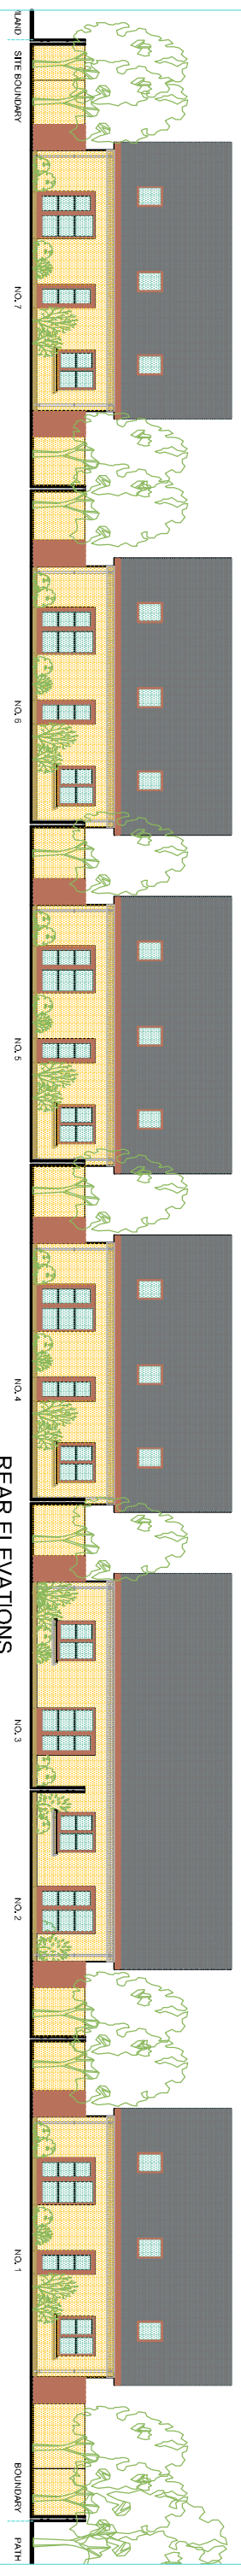 /LAND
SITE BOUNDARY
NO. 7
NO. 6
NO. 5
NO. 4
NO. 3
NO. 2
NO. 1
BOUNDARY
PATH
REAR ELEVATIONS